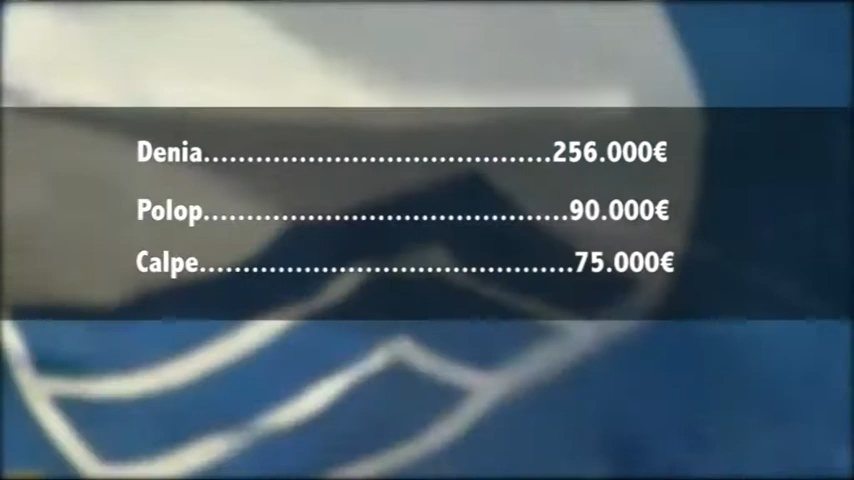 Denia........................................256.000€
Polop..........................................90.000€
Calpe...........................................75.000€